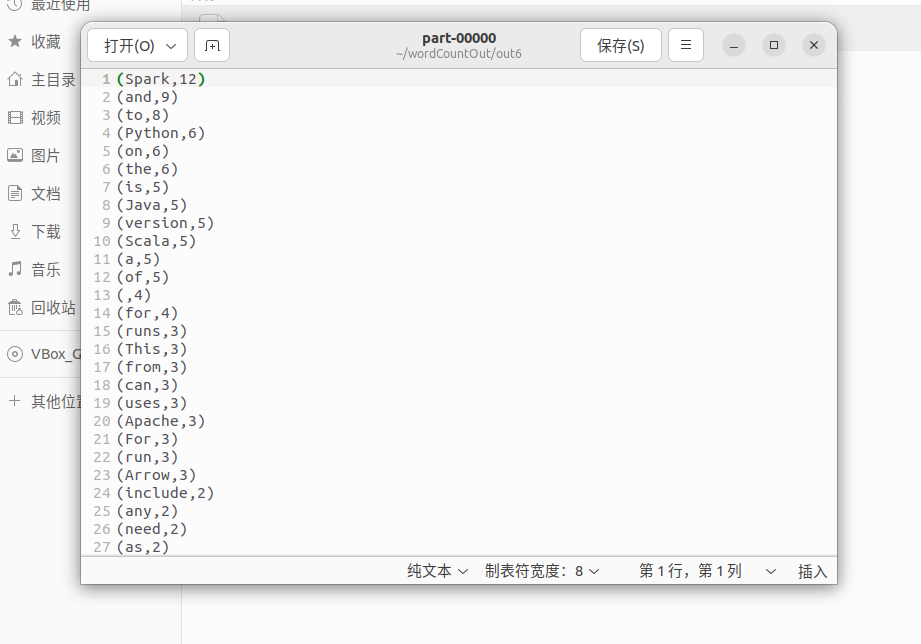 最近使用
收藏
主目录
视频
图片
文档
下载
音乐
回收站
VBox_G
其他位置
打开(O)
part-00000
~/wordCountOut/out6
保存(S)
1 (Spark,12)
2 (and,9)
3 (to,8)
4 (Python,6)
5 (on,6)
6 (the,6)
7 (is,5)
8 (Java,5)
9 (version,5)
10 (Scala,5)
11 (a,5)
12 (of,5)
13 (,4)
14 (for,4)
15 (runs,3)
16 (This,3)
17 (from,3)
18 (can,3)
19 (uses,3)
20 (Apache,3)
21 (For,3)
22 (run,3)
23 (Arrow,3)
24 (include,2)
25 (any,2)
26 (need,2)
27 (as,2)
纯文本 制表符宽度：8 第 1 行，第 1 列 插入